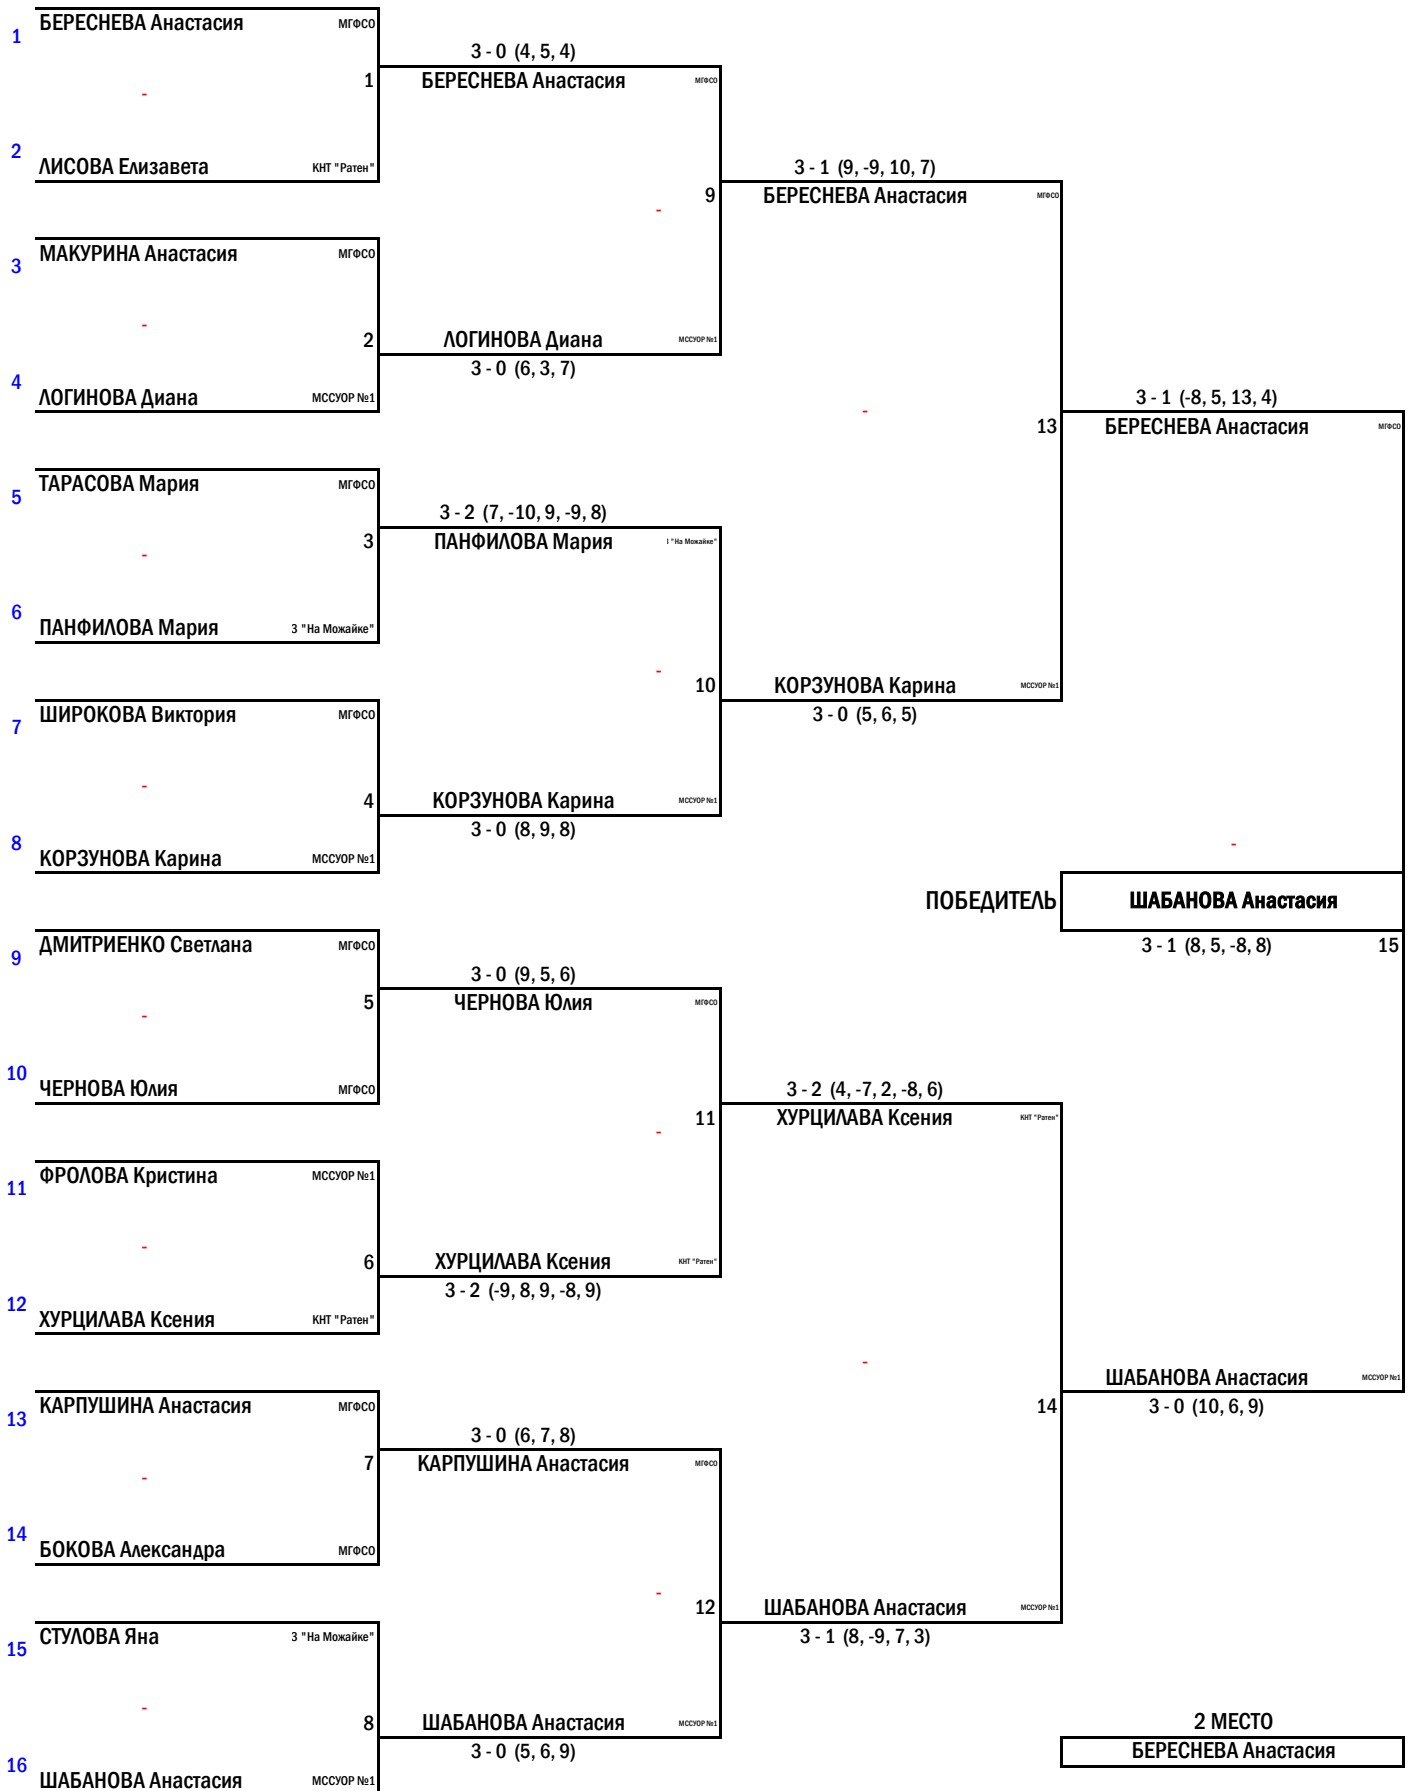 1 БЕРЕСНЕВА Анастасия МГФСО
3 - 0 (4, 5, 4)
1 БЕРЕСНЕВА Анастасия МГФСО
-
2 ЛИСОВА Елизавета КНТ "Ратен"
3 - 1 (9, -9, 10, 7)
9 БЕРЕСНЕВА Анастасия МГФСО
-
3 МАКУРИНА Анастасия МГФСО
-
2 ЛОГИНОВА Диана МССУОР №1
3 - 0 (6, 3, 7)
4 ЛОГИНОВА Диана МССУОР №1
3 - 1 (-8, 5, 13, 4)
-
13 БЕРЕСНЕВА Анастасия МГФСО
5 ТАРАСОВА Мария МГФСО
3 - 2 (7, -10, 9, -9, 8)
3 ПАНФИЛОВА Мария І "На Можайке"
-
6 ПАНФИЛОВА Мария З "На Можайке"
-
10 КОРЗУНОВА Карина МССУОР №1
3 - 0 (5, 6, 5)
7 ШИРОКОВА Виктория МГФСО
-
4 КОРЗУНОВА Карина МССУОР №1
3 - 0 (8, 9, 8)
8 КОРЗУНОВА Карина МССУОР №1
-
ПОБЕДИТЕЛЬ ШАБАНОВА Анастасия
3 - 1 (8, 5, -8, 8) 15
9 ДМИТРИЕНКО Светлана МГФСО
3 - 0 (9, 5, 6)
5 ЧЕРНОВА Юлия МГФСО
-
10 ЧЕРНОВА Юлия МГФСО
3 - 2 (4, -7, 2, -8, 6)
11 ХУРЦИЛАВА Ксения КНТ "Ратен"
-
11 ФРОЛОВА Кристина МССУОР №1
-
6 ХУРЦИЛАВА Ксения КНТ "Ратен"
3 - 2 (-9, 8, 9, -8, 9)
12 ХУРЦИЛАВА Ксения КНТ "Ратен"
-
ШАБАНОВА Анастасия МССУОР №1
14 3 - 0 (10, 6, 9)
13 КАРПУШИНА Анастасия МГФСО
3 - 0 (6, 7, 8)
7 КАРПУШИНА Анастасия МГФСО
-
14 БОКОВА Александра МГФСО
-
12 ШАБАНОВА Анастасия МССУОР №1
3 - 1 (8, -9, 7, 3)
15 СТУЛОВА Яна З "На Можайке"
-
8 ШАБАНОВА Анастасия МССУОР №1
3 - 0 (5, 6, 9)
16 ШАБАНОВА Анастасия МССУОР №1
2 МЕСТО
БЕРЕСНЕВА Анастасия